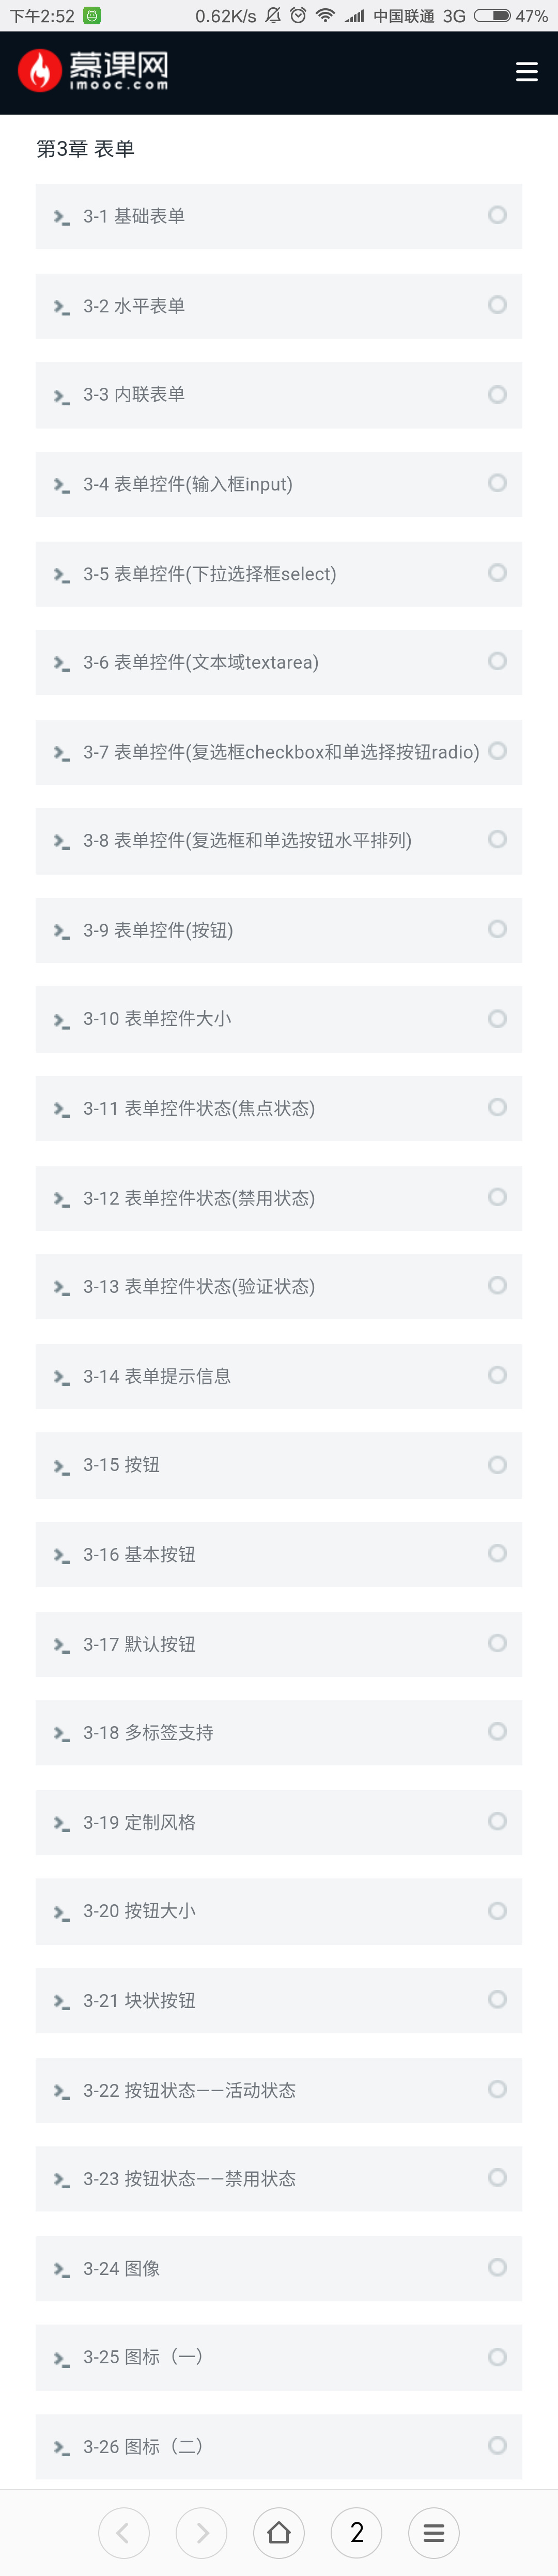 下午2:52 0.62K/s 中国联通 3G 47%
慕课网
imooc.com
第3章 表单
3-1 基础表单
3-2 水平表单
3-3 内联表单
3-4 表单控件(输入框input)
3-5 表单控件(下拉选择框select)
3-6 表单控件(文本域textarea)
3-7 表单控件(复选框checkbox和单选择按钮radio)
3-8 表单控件(复选框和单选按钮水平排列)
3-9 表单控件(按钮)
3-10 表单控件大小
3-11 表单控件状态(焦点状态)
3-12 表单控件状态(禁用状态)
3-13 表单控件状态(验证状态)
3-14 表单提示信息
3-15 按钮
3-16 基本按钮
3-17 默认按钮
3-18 多标签支持
3-19 定制风格
3-20 按钮大小
3-21 块状按钮
3-22 按钮状态——活动状态
3-23 按钮状态——禁用状态
3-24 图像
3-25 图标（一）
3-26 图标（二）
2